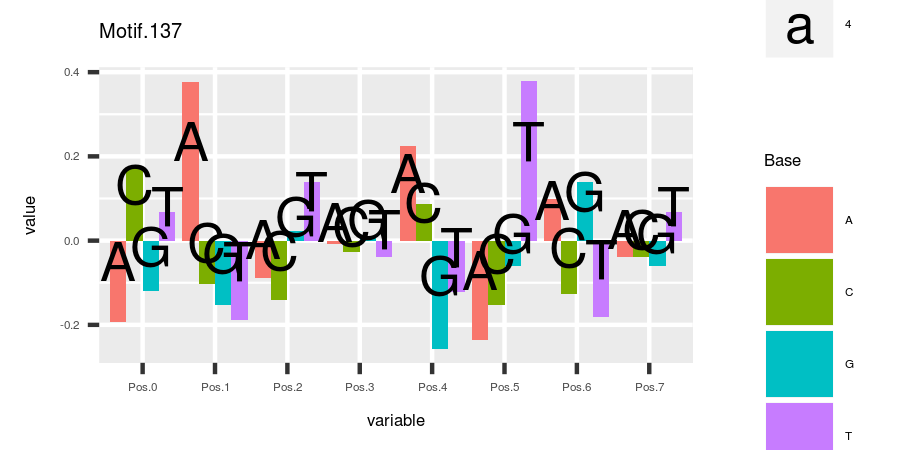 Motif.137
a 4
0.4
0.2
0.0
-0.2
value
A C G T A C G T A C G T A C G T A C G T A C G T A C G T A C G T
Pos.0 Pos.1 Pos.2 Pos.3 Pos.4 Pos.5 Pos.6 Pos.7
variable
Base
A
C
G
T